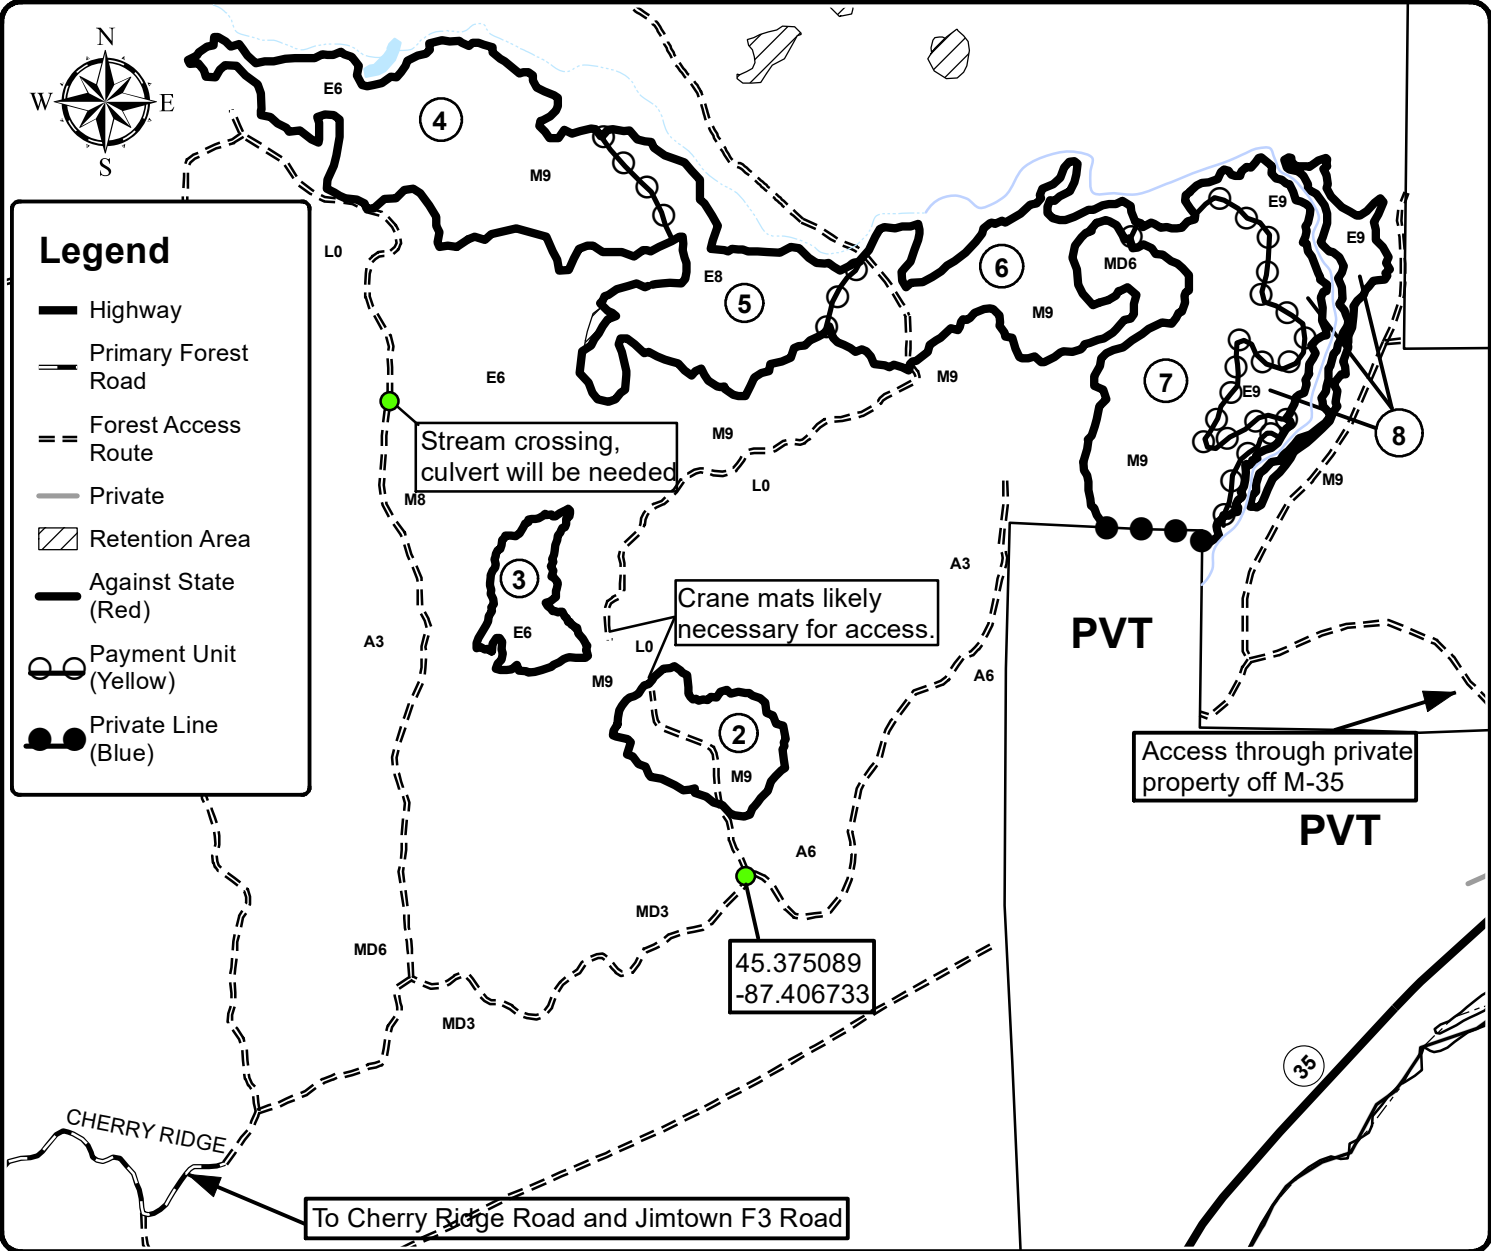 N
W E
S
Legend
Highway
Primary Forest
Road
Forest Access
Route
Private
Retention Area
Against State
(Red)
Payment Unit
(Yellow)
Private Line
(Blue)
E6
4
M9
L0
E8
5
6
M9
MD6
E9
E9
7
E9
8
M9
M9
E6
M9
M9
L0
Stream crossing,
culvert will be needed
M8
3
E6
A3
A3
Crane mats likely
necessary for access.
L0
M9
A6
PVT
2
M9
Access through private
property off M-35
PVT
A6
MD3
MD6
45.375089
-87.406733
MD3
35
CHERRY RIDGE
To Cherry Ridge Road and Jimtown F3 Road